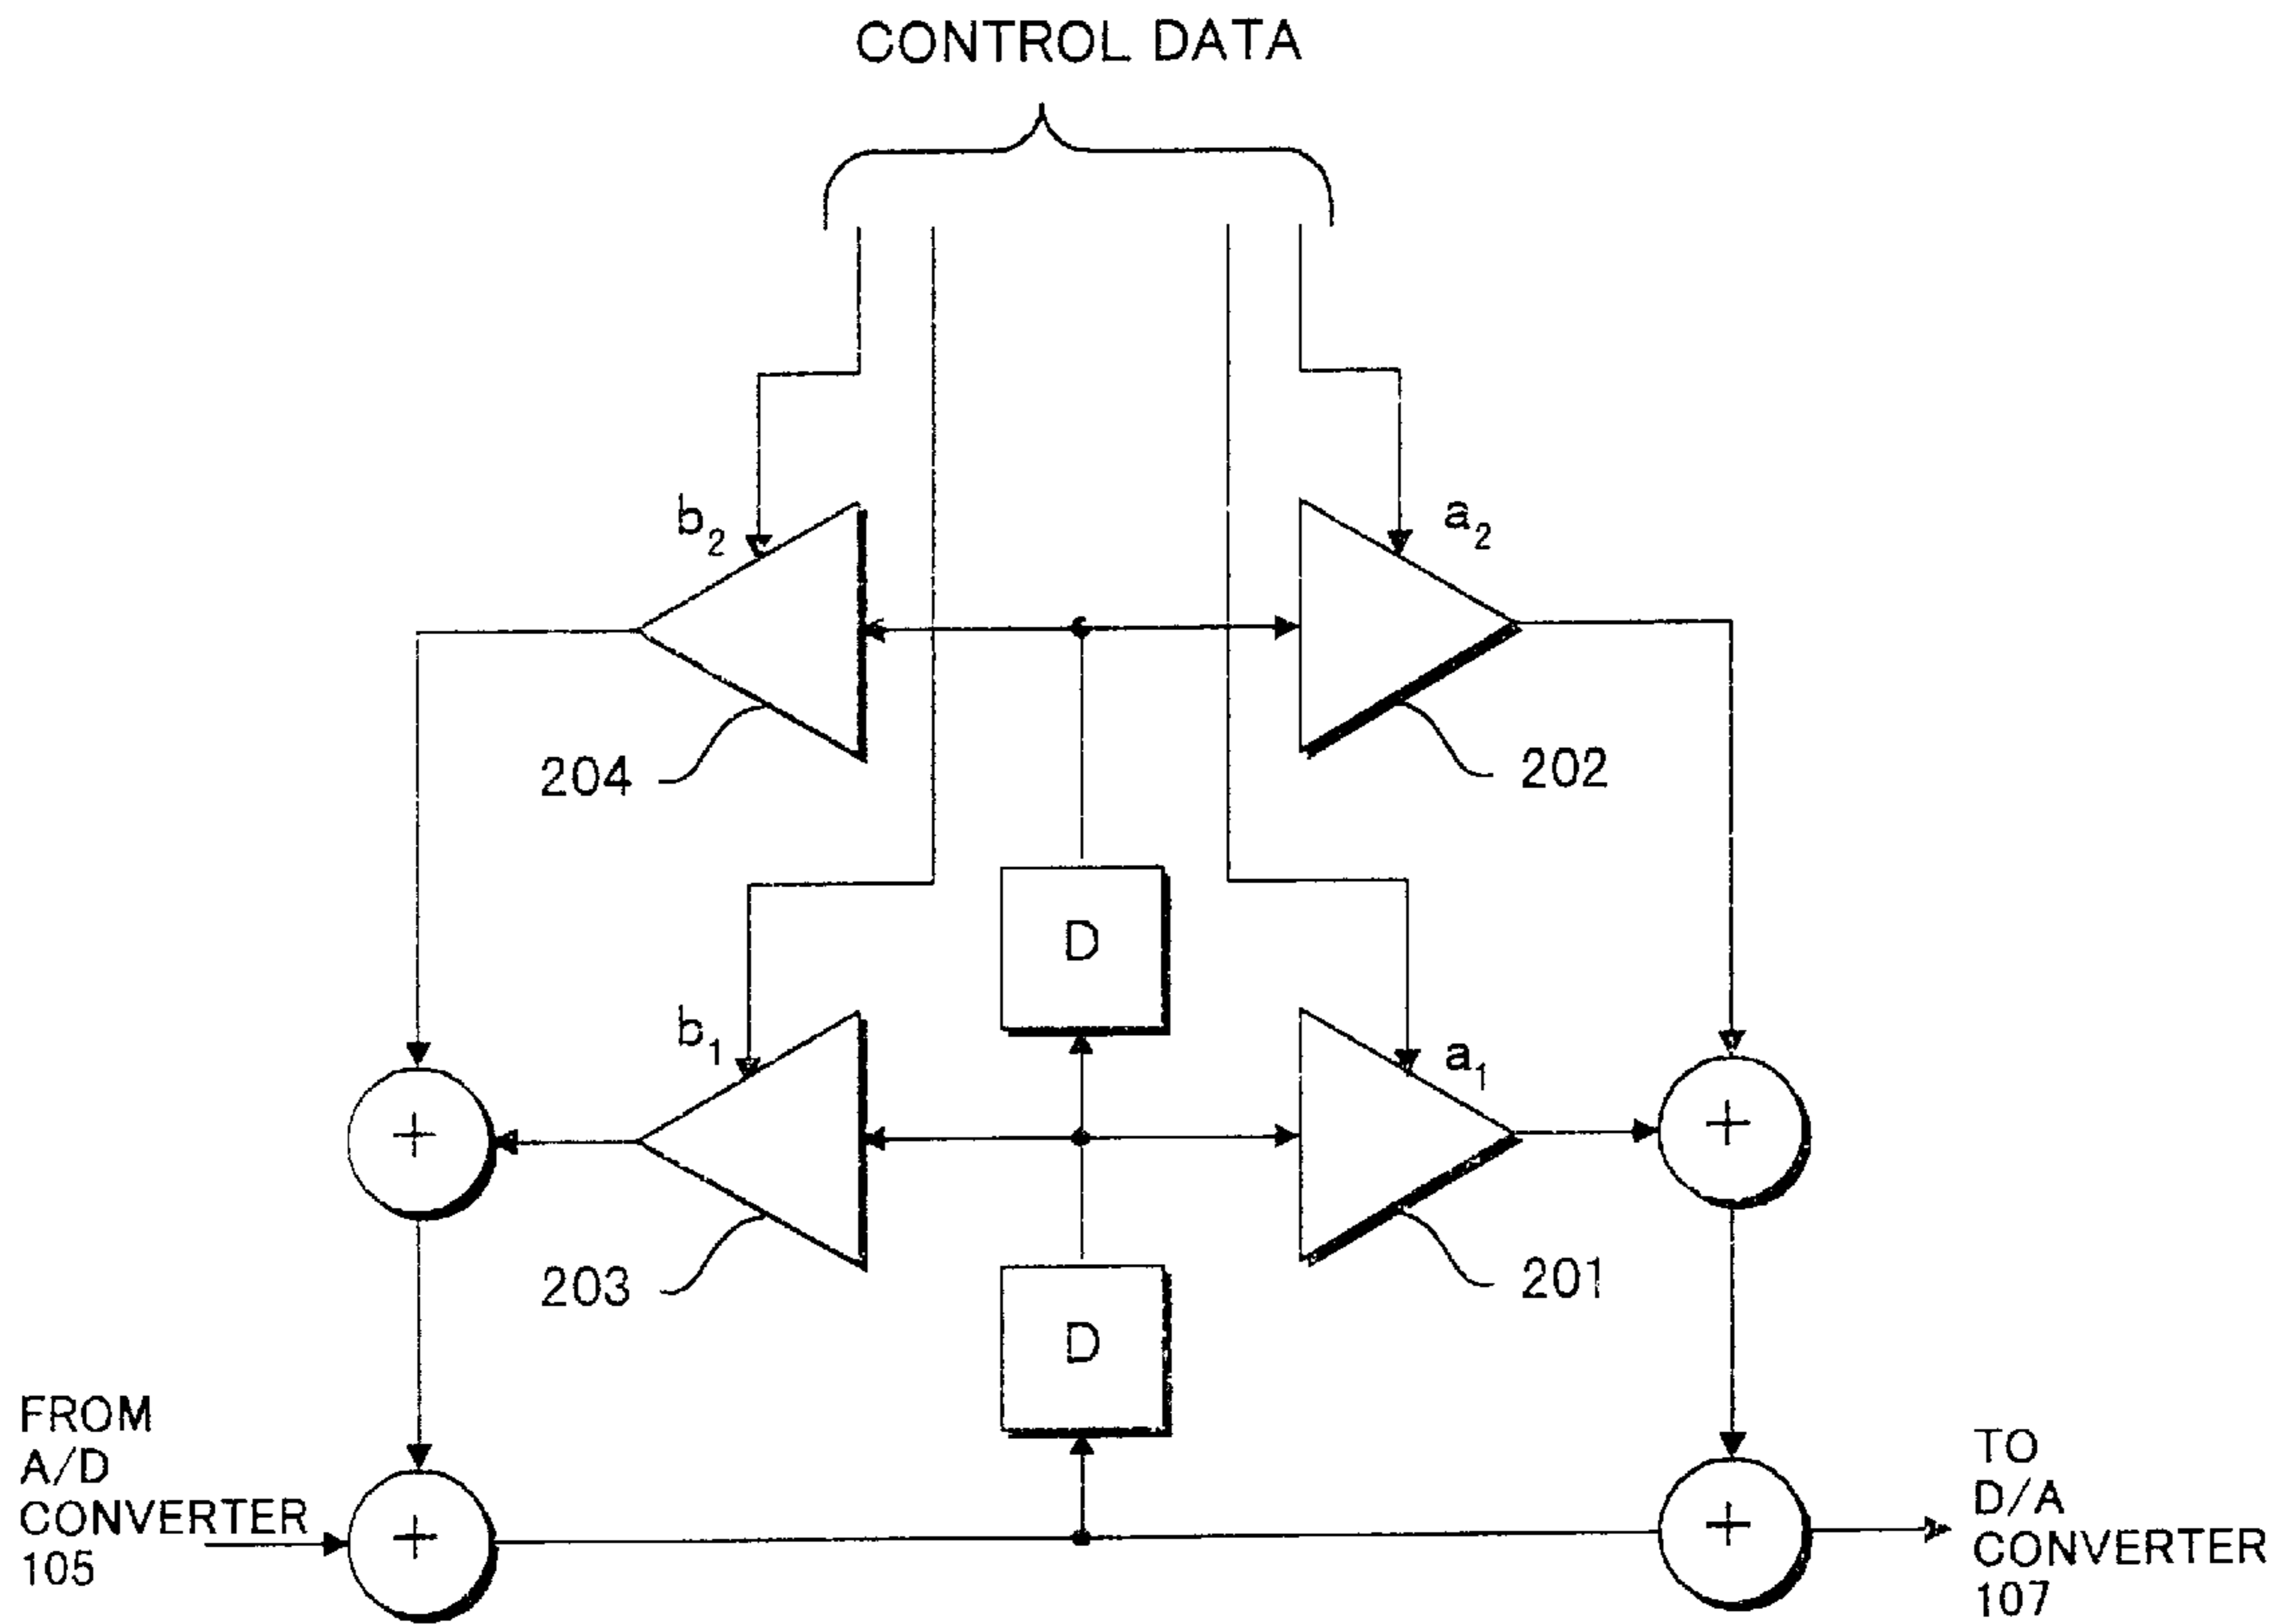 CONTROL DATA
b2
a2
204
202
D
b1
a1
+
+
203
201
D
FROM
A/D
CONVERTER
105
+
+
TO
D/A
CONVERTER
107